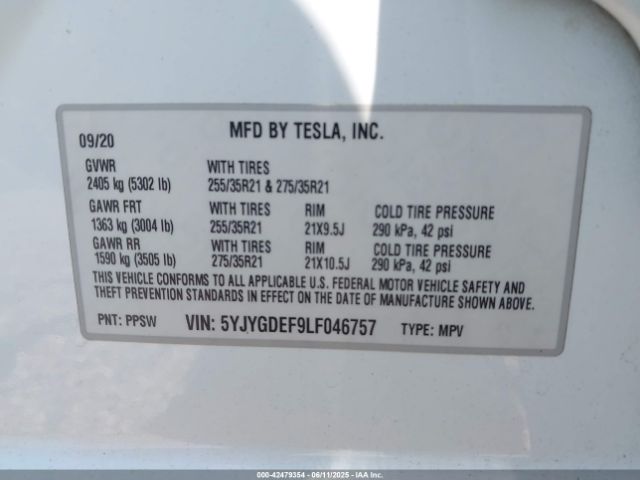 MFD BY TESLA, INC.
09/20
GVWR WITH TIRES
2405 kg (5302 lb) 255/35R21 & 275/35R21
GAWR FRT WITH TIRES RIM COLD TIRE PRESSURE
1363 kg (3004 lb) 255/35R21 21X9.5J 290 kPa, 42 psi
GAWR RR WITH TIRES RIM COLD TIRE PRESSURE
1590 kg (3505 lb) 275/35R21 21X10.5J 290 kPa, 42 psi
THIS VEHICLE CONFORMS TO ALL APPLICABLE U.S. FEDERAL MOTOR VEHICLE SAFETY AND
THEFT PREVENTION STANDARDS IN EFFECT ON THE DATE OF MANUFACTURE SHOWN ABOVE.
PNT: PPSW VIN: 5YJYGDEF9LF046757 TYPE: MPV
000-42479354 - 06/11/2025 - IAA Inc.